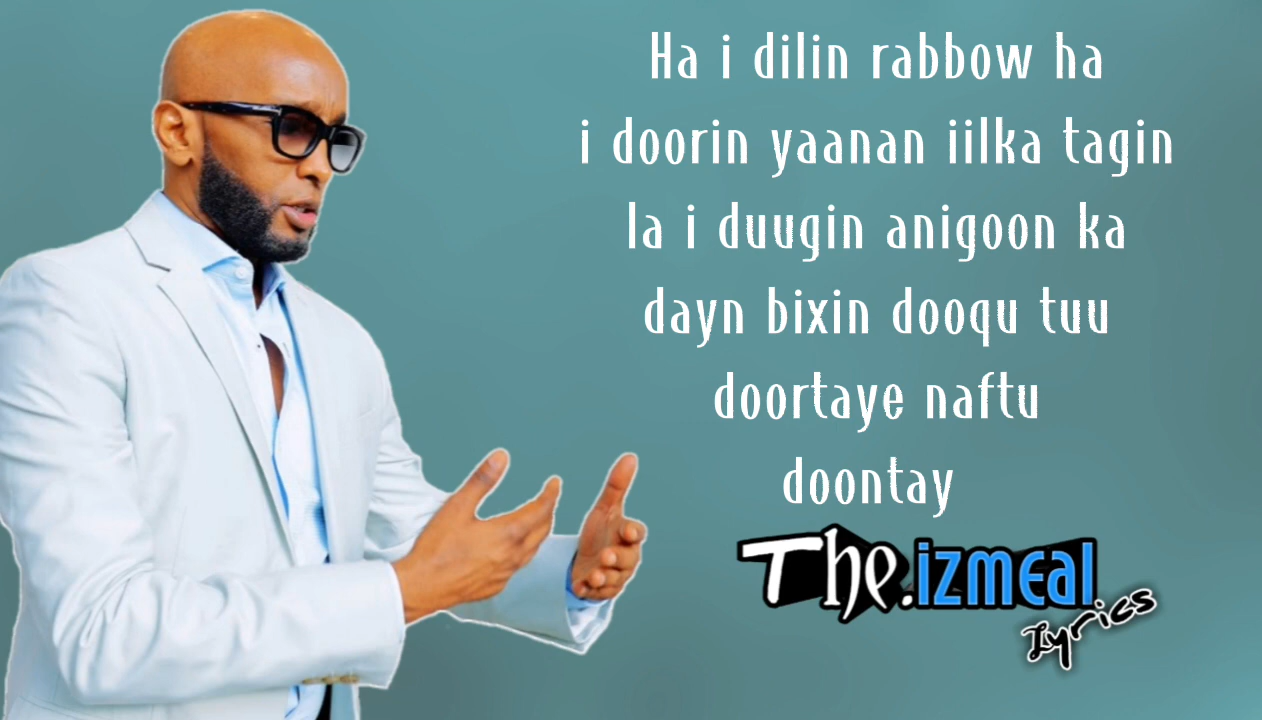 Ha i dilin rabbow ha
i doorin yaanan iilka tagin
la i duugin anigoon ka
dayn bixin dooqu tuu
doortaye naftu
doontay
The.izmeal
Lyrics